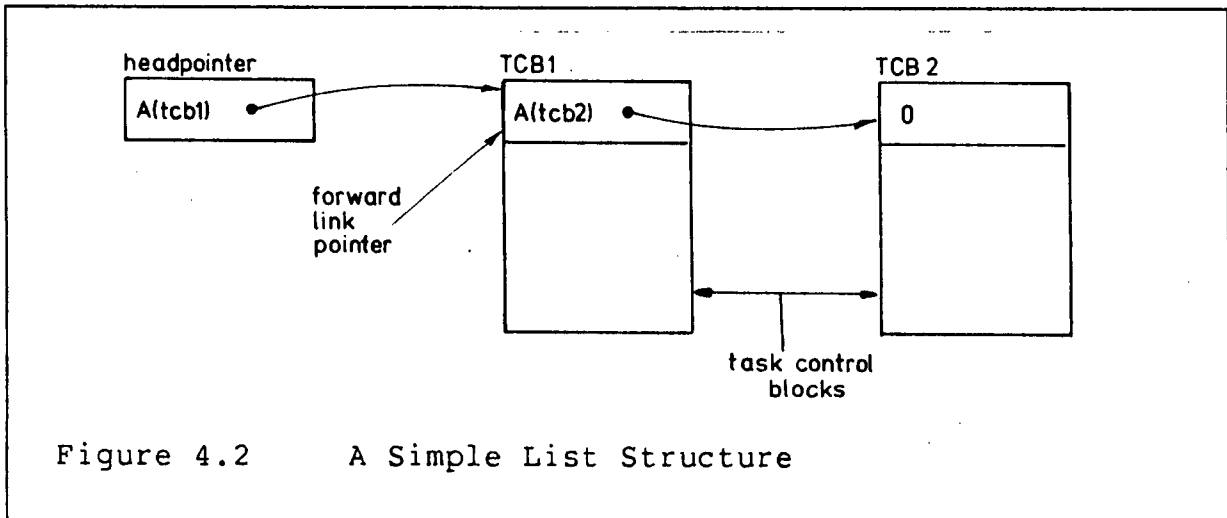 headpointer
A(tcb1)
TCB1
A(tcb2)
TCB 2
0
forward
link
pointer
task control
blocks
Figure 4.2 A Simple List Structure